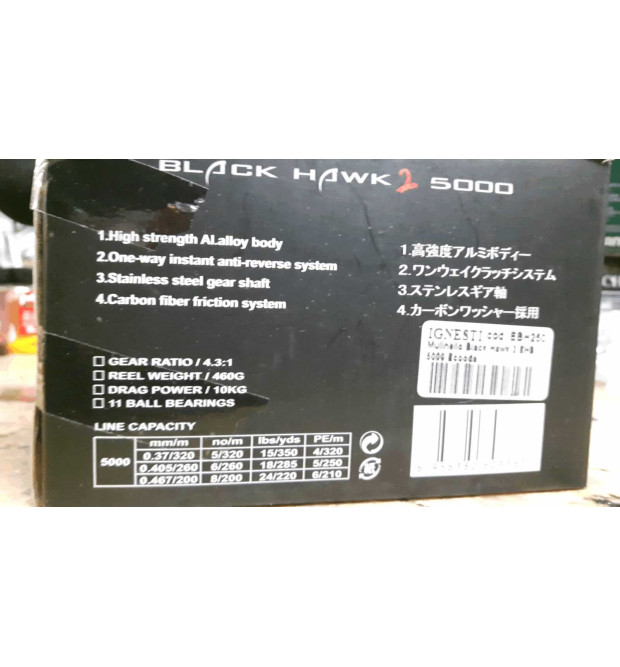 BLACK HAWK 2 5000
1.High strength Al.alloy body
2.One-way instant anti-reverse system
3.Stainless steel gear shaft
4.Carbon fiber friction system
1.高強度アルミボディー
2.ワンウェイクラッチシステム
3.ステンレスギア軸
4.カーボンワッシャー採用
IGNESTI cod EB-
Mulinello Black Hawk 2 EHB
GEAR RATIO / 4.3:1
REEL WEIGHT / 460G
DRAG POWER / 10KG
11 BALL BEARINGS
LINE CAPACITY
mm/m no/m lbs/yds PE/m
5000 0.37/320 5/320 15/350 4/320
0.405/260 6/260 18/285 5/250
0.467/200 8/200 24/220 6/210